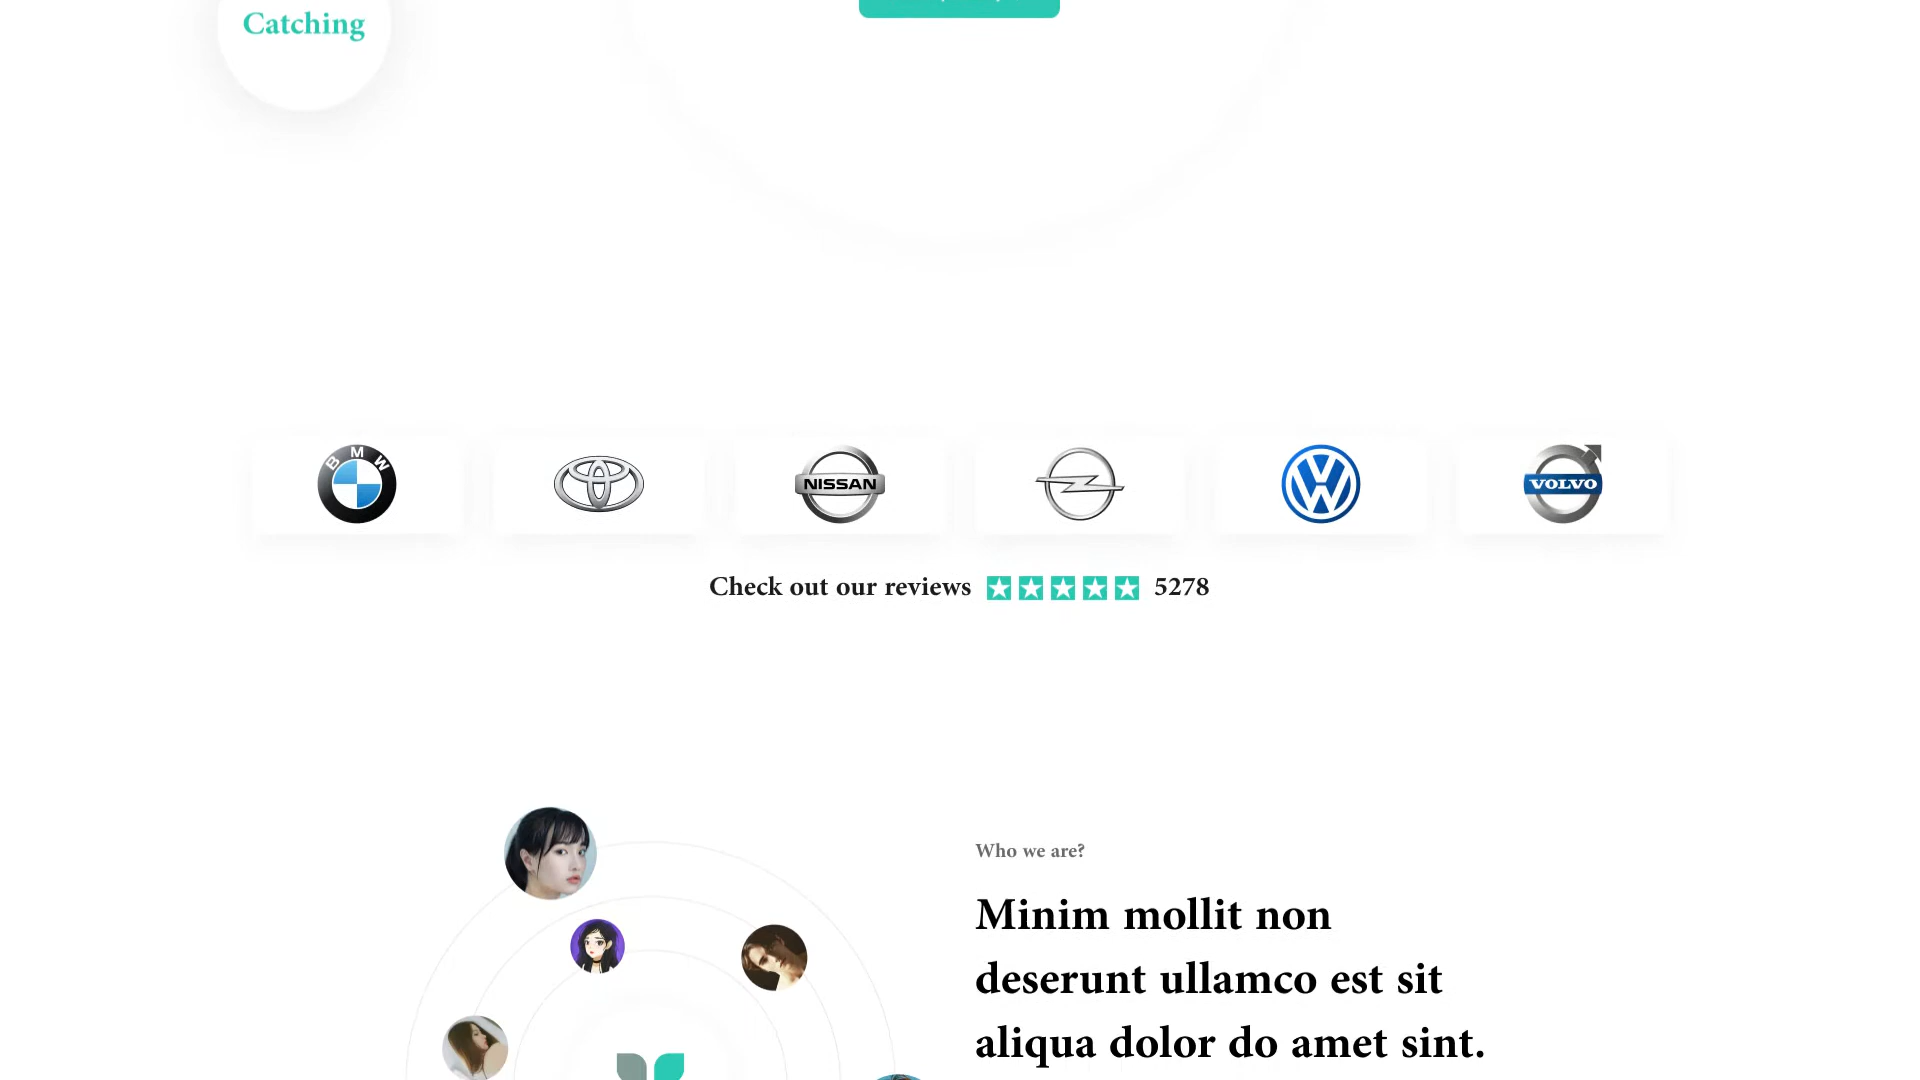 Catching
BMW
NISSAN
VOLVO
Check out our reviews 5278
Who we are?
Minim mollit non
deserunt ullamco est sit
aliqua dolor do amet sint.